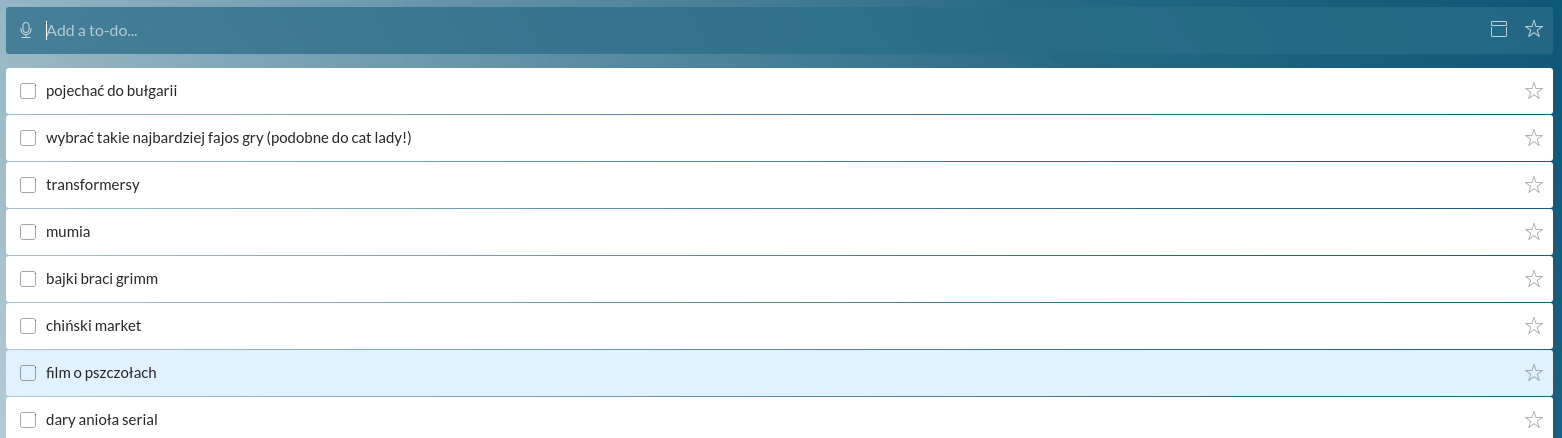 Add a to-do...
pojechać do bułgarii
wybrać takie najbardziej fajos gry (podobne do cat lady!)
transformersy
mumia
bajki braci grimm
chiński market
film o pszczołach
dary anioła serial